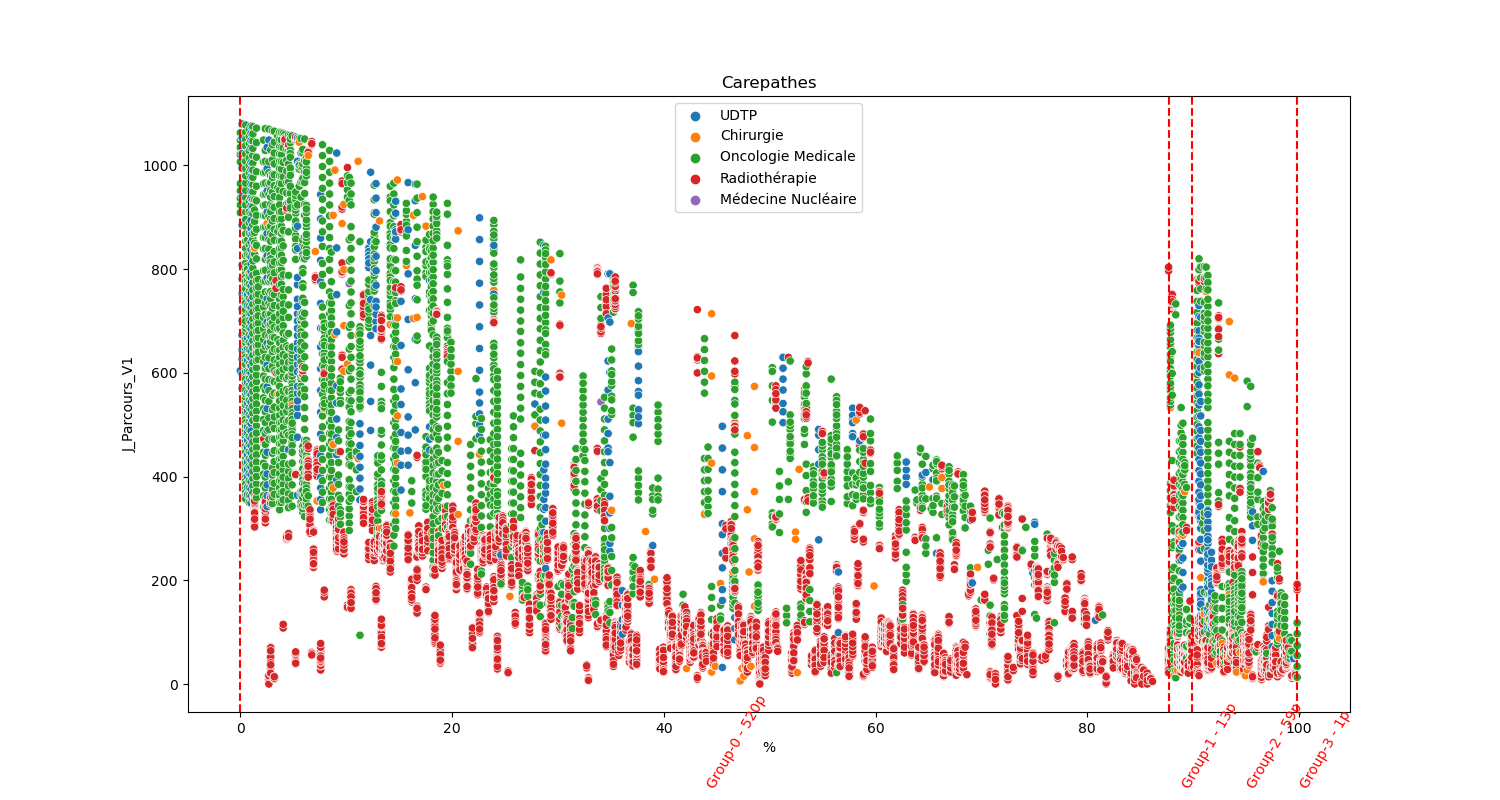 Carepathes
UDTP
Chirurgie
Oncologie Medicale
Radiothérapie
Médecine Nucléaire
J_Parcours_V1
1000
800
600
400
200
0
0
20
40
60
80
100
%
Group-0 - 520p
Group-1 - 13p
Group-2 - 59p
Group-3 - 1p